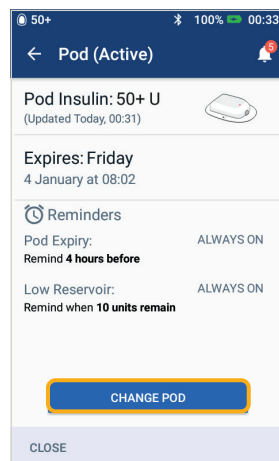 50+ 100% 00:33
Pod (Active) 5
Pod Insulin: 50+ U
(Updated Today, 00:31)
Expires: Friday
4 January at 08:02
Reminders
Pod Expiry: ALWAYS ON
Remind 4 hours before
Low Reservoir: ALWAYS ON
Remind when 10 units remain
CHANGE POD
CLOSE